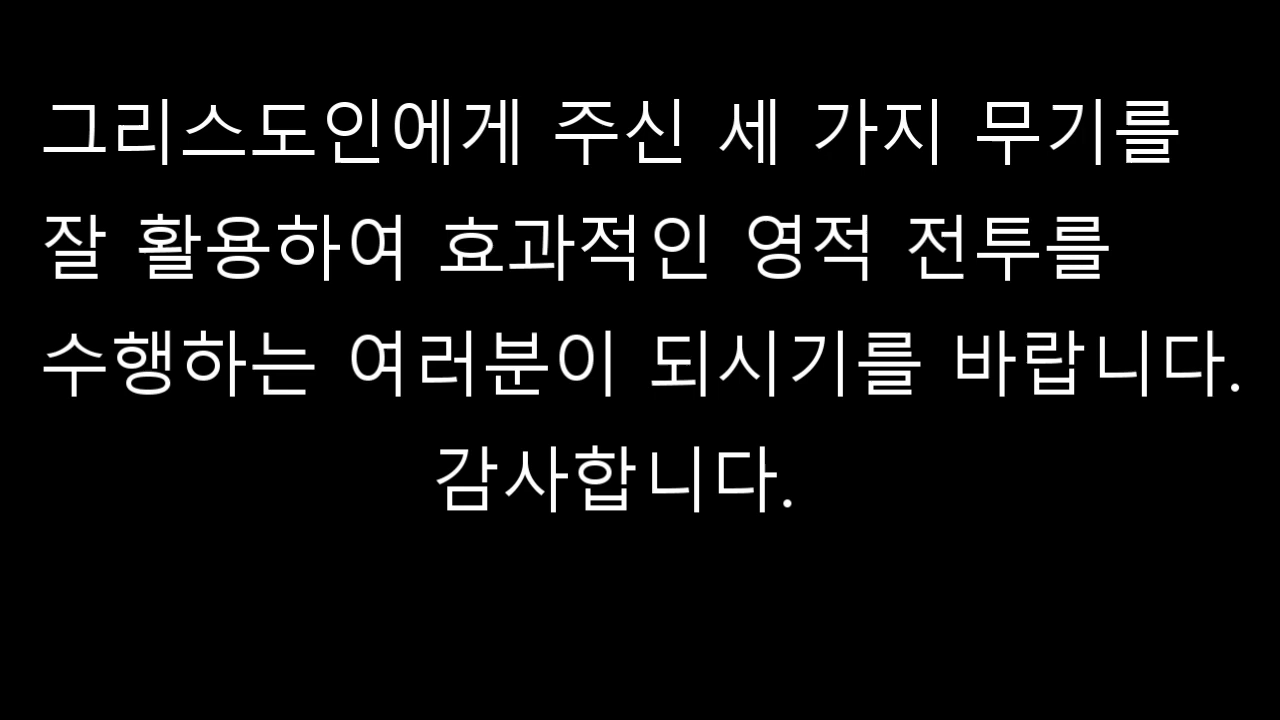 그리스도인에게 주신 세 가지 무기를
잘 활용하여 효과적인 영적 전투를
수행하는 여러분이 되시기를 바랍니다.
감사합니다.